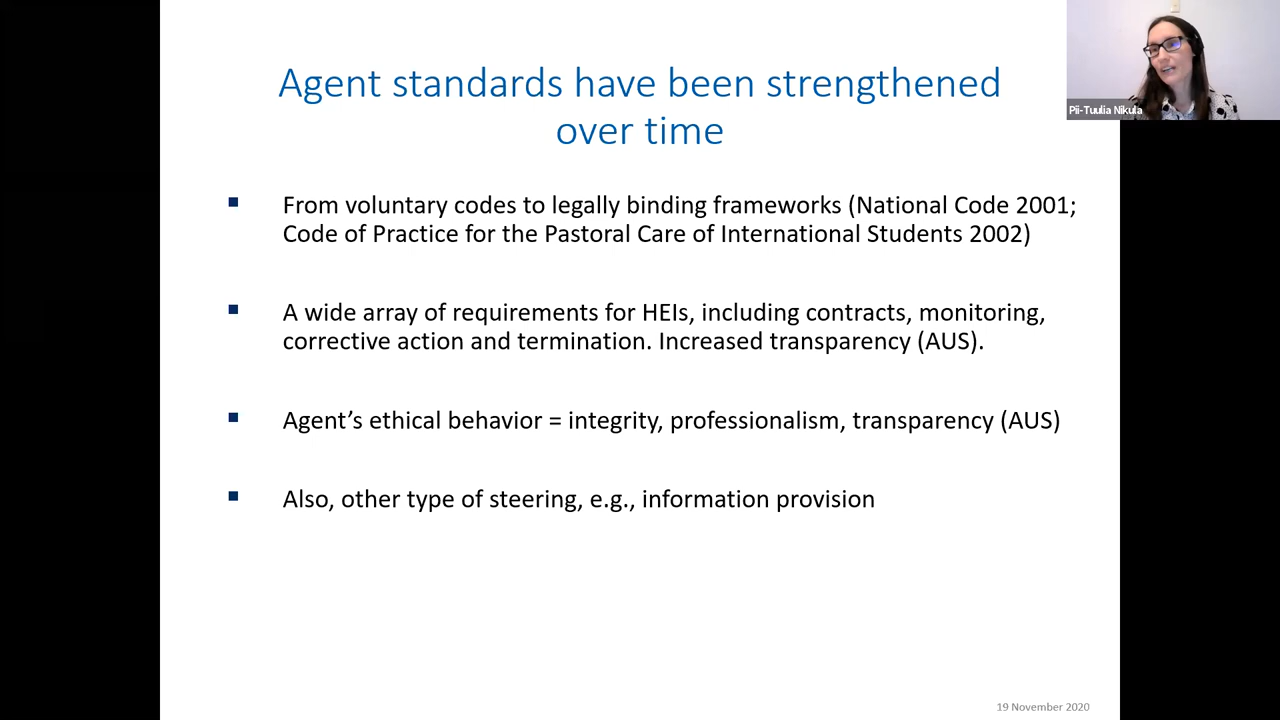 Agent standards have been strengthened
over time
Pii-Tuulia Nikula
From voluntary codes to legally binding frameworks (National Code 2001;
Code of Practice for the Pastoral Care of International Students 2002)
A wide array of requirements for HEIs, including contracts, monitoring,
corrective action and termination. Increased transparency (AUS).
Agent’s ethical behavior = integrity, professionalism, transparency (AUS)
Also, other type of steering, e.g., information provision
19 November 2020